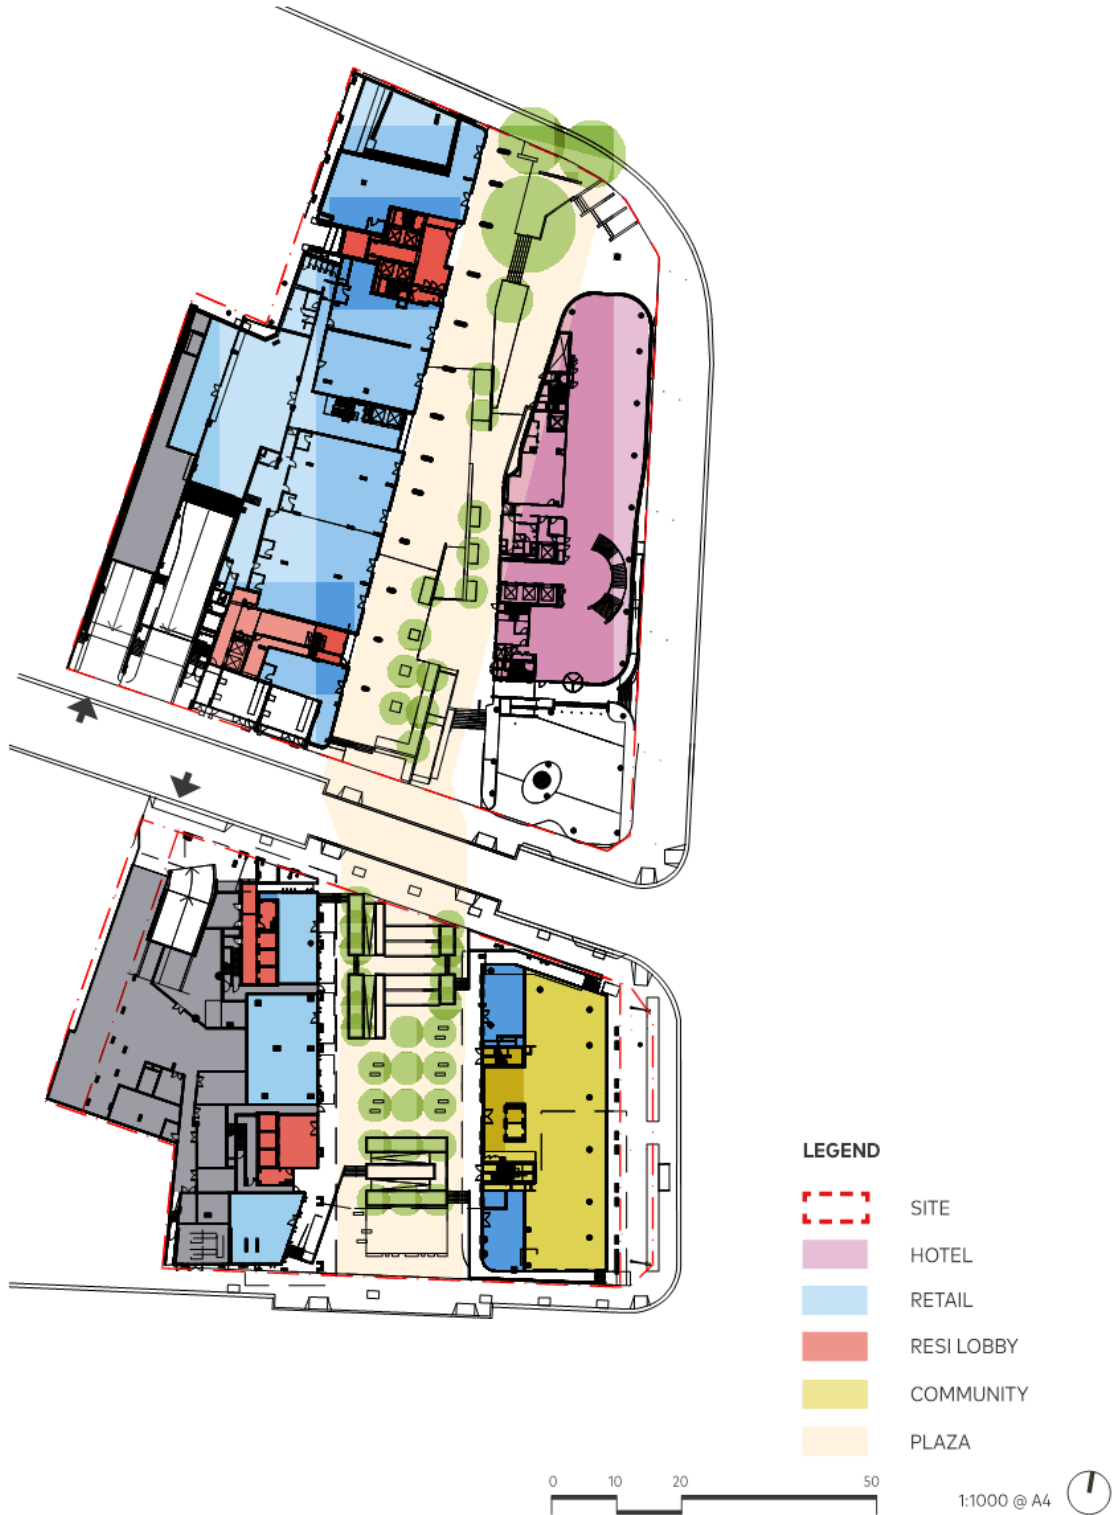 LEGEND
SITE
HOTEL
RETAIL
RESI LOBBY
COMMUNITY
PLAZA
0 10 20 50
1:1000 @ A4